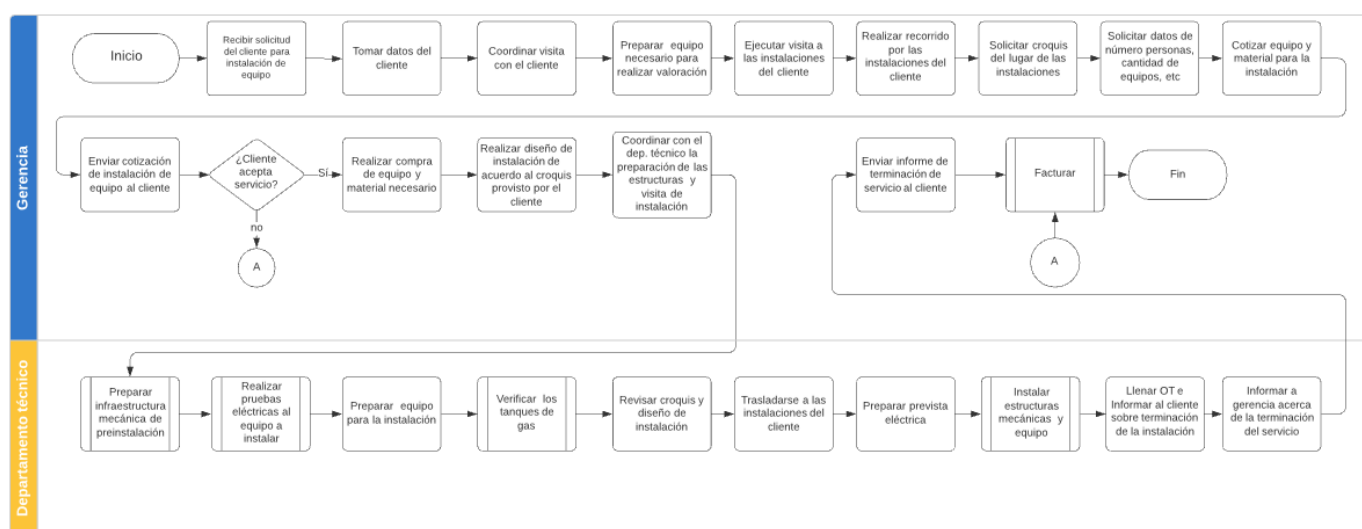 Gerencia
Inicio
Recibir solicitud
del cliente para
instalación de
equipo
Tomar datos del
cliente
Coordinar visita
con el cliente
Preparar equipo
necesario para
realizar valoración
Ejecutar visita a
las instalaciones
del cliente
Realizar recorrido
por las
instalaciones del
cliente
Solicitar croquis
del lugar de las
instalaciones
Solicitar datos de
número personas,
cantidad de
equipos, etc
Cotizar equipo y
material para la
instalación
Enviar cotización
de instalación de
equipo al cliente
¿Cliente
acepta
servicio?
Sí
no
A
Realizar compra
de equipo y
material necesario
Realizar diseño de
instalación de
acuerdo al croquis
provisto por el
cliente
Coordinar con el
dep. técnico la
preparación de las
estructuras y
visita de
instalación
Enviar informe de
terminación de
servicio al cliente
Facturar
A
Fin
Departamento técnico
Preparar
infraestructura
mecánica de
preinstalación
Realizar
pruebas
eléctricas al
equipo a
instalar
Preparar equipo
para la instalación
Verificar los
tanques de
gas
Revisar croquis y
diseño de
instalación
Trasladarse a las
instalaciones del
cliente
Preparar prevista
eléctrica
Instalar
estructuras
mecánicas y
equipo
Llenar OT e
Informar al cliente
sobre terminación
de la instalación
Informar a
gerencia acerca
de la terminación
del servicio